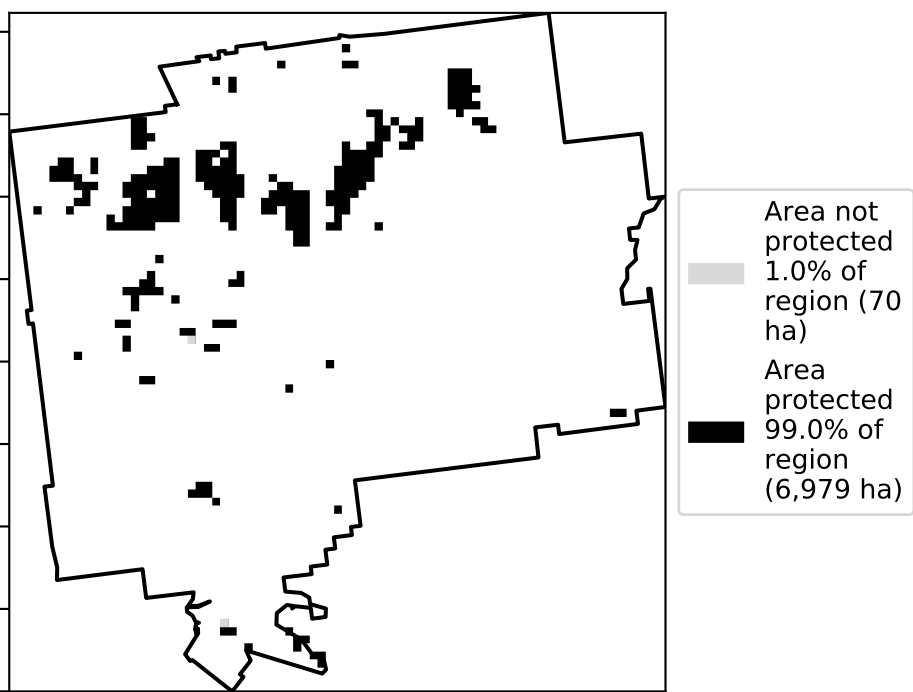 Area not
protected
1.0% of
region (70
ha)
Area
protected
99.0% of
region
(6,979 ha)